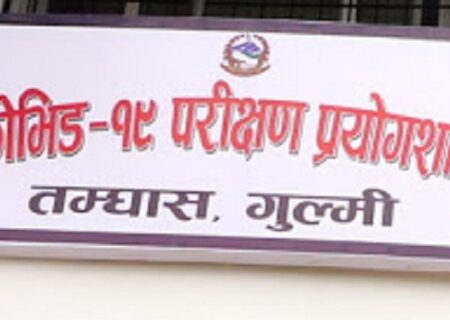 कोभिड-१९ परीक्षण प्रयोगशा
तम्घास, गुल्मी